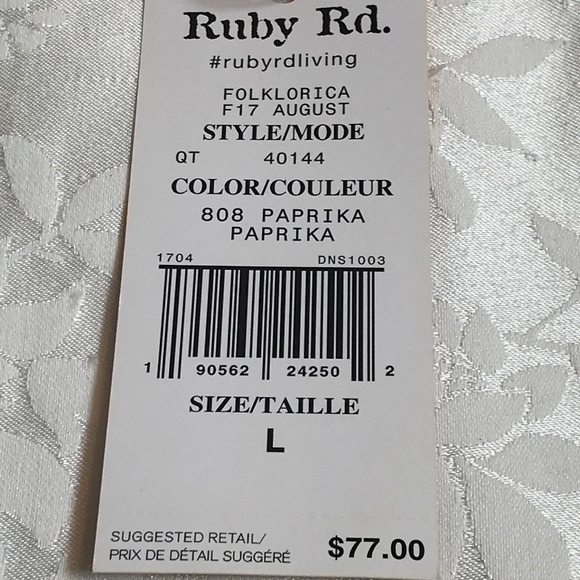 Ruby Rd.
#rubyrdliving
FOLKLORICA
F17 AUGUST
STYLE/MODE
QT 40144
COLOR/COULEUR
808 PAPRIKA
PAPRIKA
1704 DNS1003
1 90562 24250 2
SIZE/TAILLE
L
SUGGESTED RETAIL/
PRIX DE DÉTAIL SUGGÉRÉ $77.00